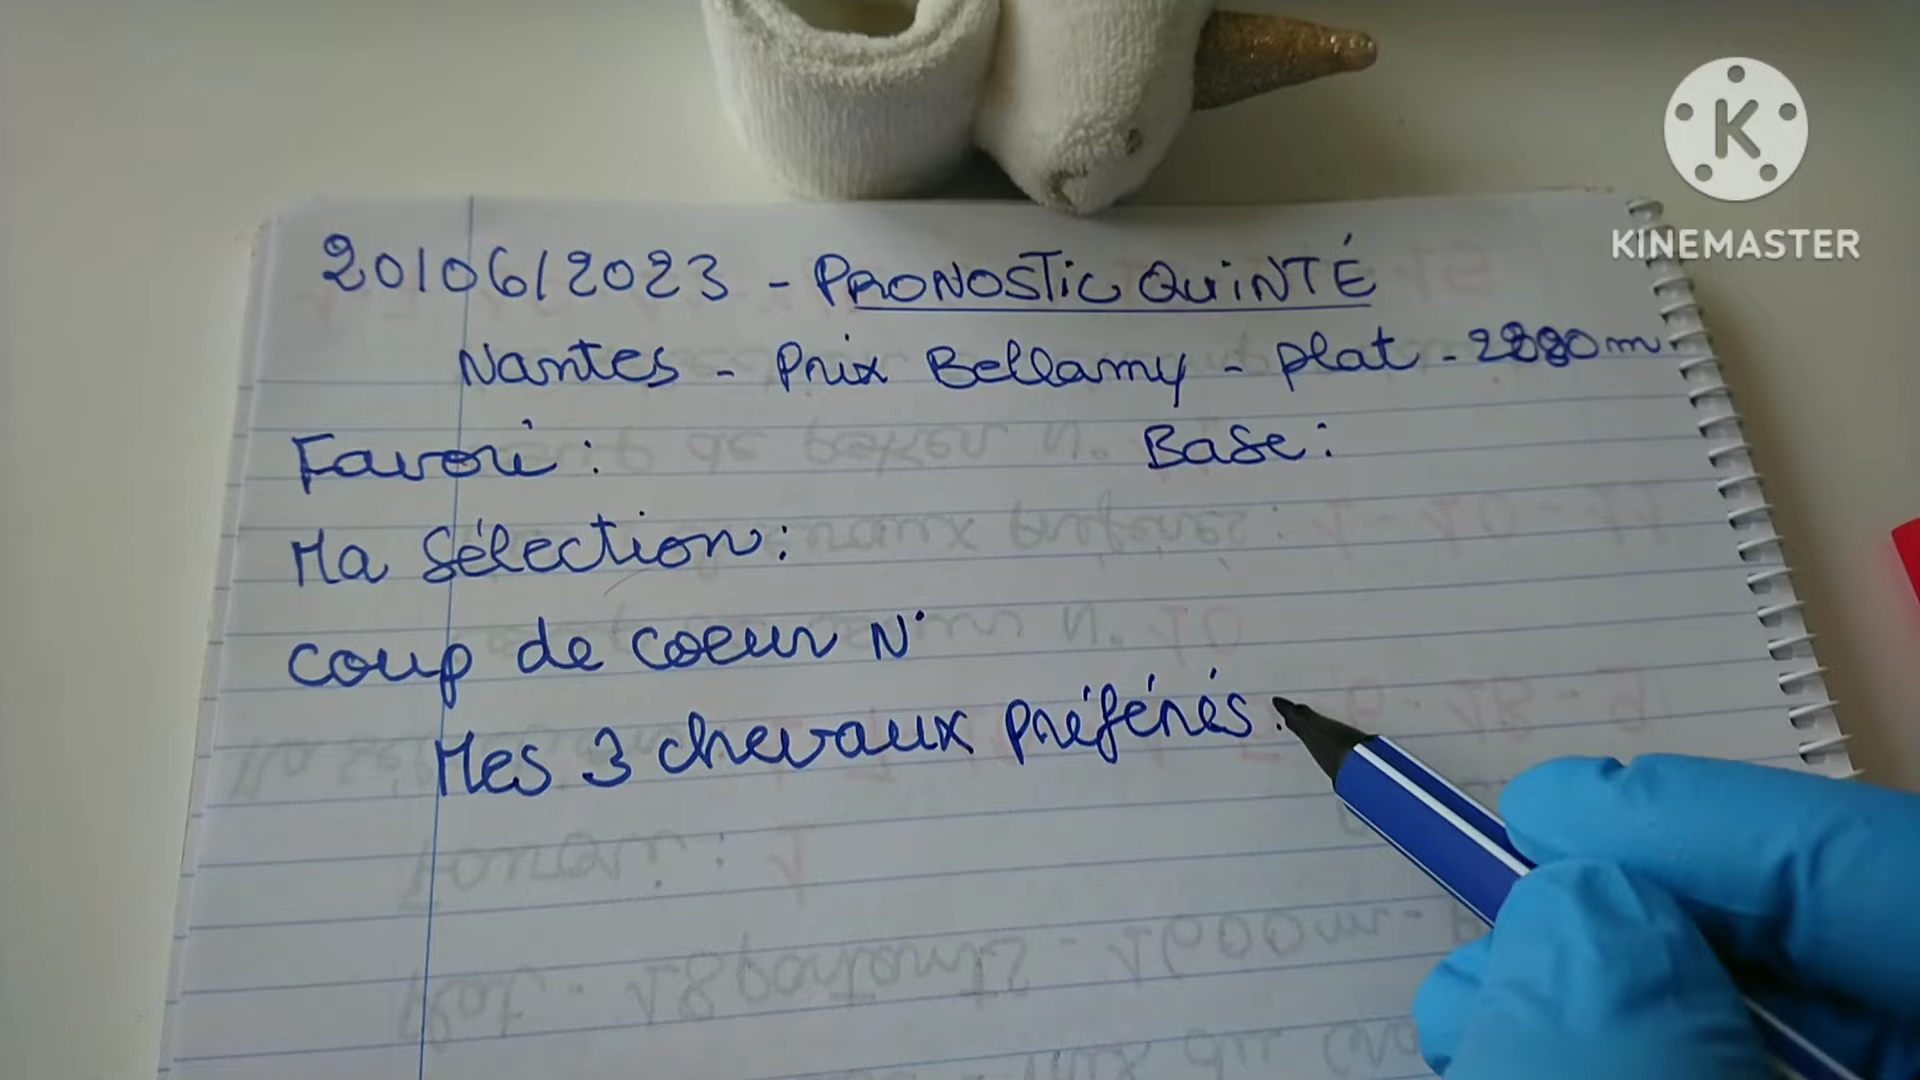 KINEMASTER
20/06/2023 - PRONOSTIC QUINTÉ
Nantes - Prix Bellamy - plat - m.
Favori :
Base :
Ma sélection :
coup de coeur N°
Mes 3 chevaux préférés :